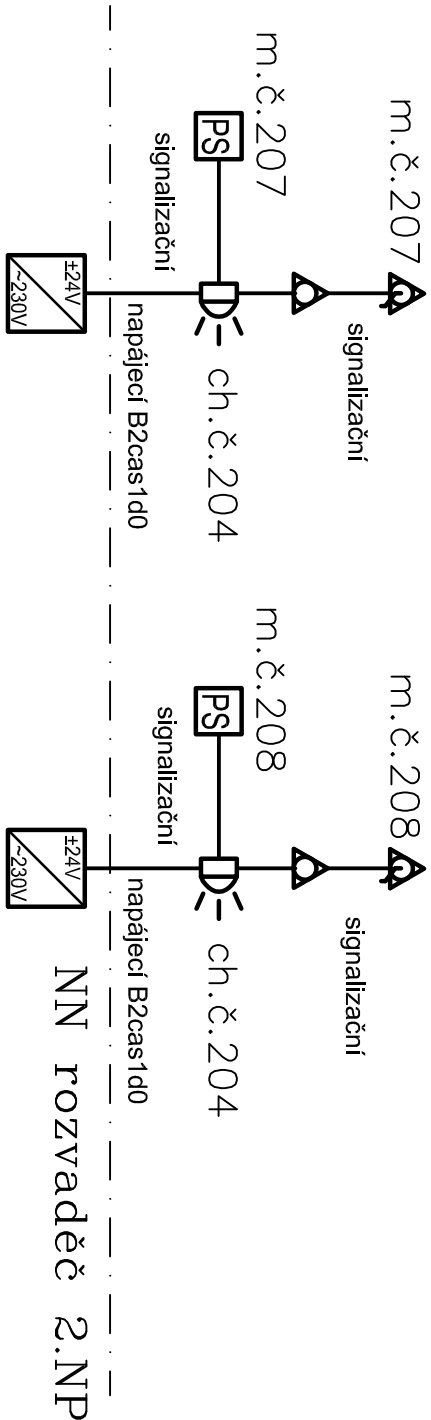 m.č.207
signalizační
m.č.207
PS
signalizační
ch.č.204
napájecí B2cas1d0
±24V
~230V
m.č.208
signalizační
m.č.208
PS
signalizační
ch.č.204
napájecí B2cas1d0
±24V
~230V
NN rozvaděč 2.NP